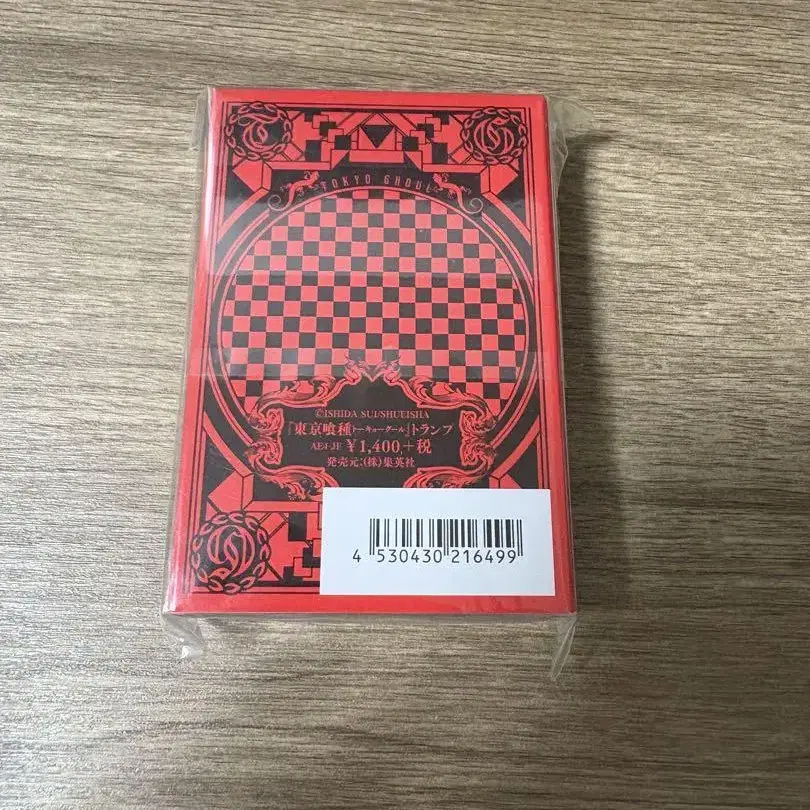 TOKYO GHOUL
©ISHIDA SUI/SHUEISHA
『東京喰種トーキョーグール』トランプ
AE4-JE ¥1,400.+税
発売元:(株)集英社
4 530430 216499